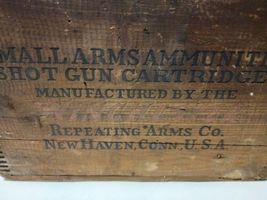 MALL ARMS AMMUNITI
SHOT GUN CARTRIDGE
MANUFACTURED BY THE
REPEATING ARMS CO.
NEW HAVEN, CONN., U.S.A.